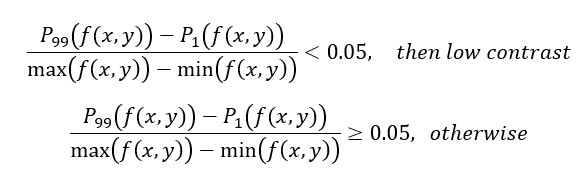 P₉₉(f(x,y)) − P₁(f(x,y))
max(f(x,y)) − min(f(x,y)) < 0.05, then low contrast
P₉₉(f(x,y)) − P₁(f(x,y))
max(f(x,y)) − min(f(x,y)) ≥ 0.05, otherwise